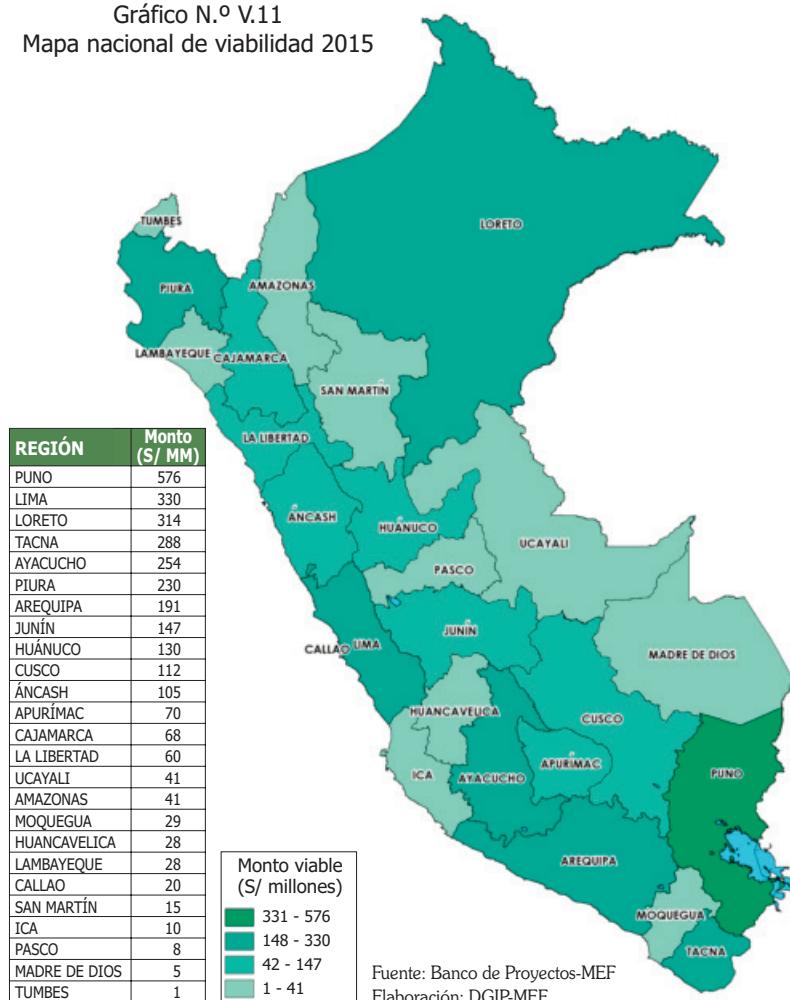 Gráfico N.º V.11
Mapa nacional de viabilidad 2015
LORETO
TUMBES
AMAZONAS
PIURA
LAMBAYEQUE
CAJAMARCA
SAN MARTÍN
LA LIBERTAD
ÁNCASH
HUÁNUCO
UCAYALI
PASCO
JUNÍN
CALLAO
LIMA
MADRE DE DIOS
HUANCAVELICA
CUSCO
ICA
AYACUCHO
APURÍMAC
PUNO
AREQUIPA
MOQUEGUA
TACNA
REGIÓN Monto (S/ MM)
PUNO 576
LIMA 330
LORETO 314
TACNA 288
AYACUCHO 254
PIURA 230
AREQUIPA 191
JUNÍN 147
HUÁNUCO 130
CUSCO 112
ÁNCASH 105
APURÍMAC 70
CAJAMARCA 68
LA LIBERTAD 60
UCAYALI 41
AMAZONAS 41
MOQUEGUA 29
HUANCAVELICA 28
LAMBAYEQUE 28
CALLAO 20
SAN MARTÍN 15
ICA 10
PASCO 8
MADRE DE DIOS 5
TUMBES 1
Monto viable
(S/ millones)
331 - 576
148 - 330
42 - 147
1 - 41
Fuente: Banco de Proyectos-MEF
Elaboración: DGIP-MEF